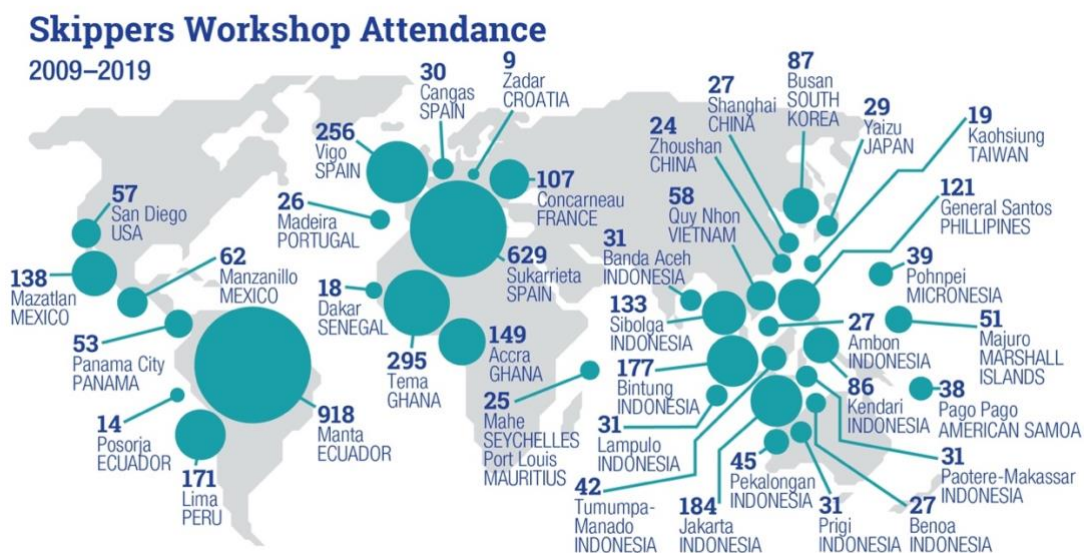 Skippers Workshop Attendance
2009–2019
30
Cangas
SPAIN
9
Zadar
CROATIA
256
Vigo
SPAIN
107
Concarneau
FRANCE
26
Madeira
PORTUGAL
629
Sukarrieta
SPAIN
57
San Diego
USA
138
Mazatlan
MEXICO
62
Manzanillo
MEXICO
53
Panama City
PANAMA
14
Posorja
ECUADOR
171
Lima
PERU
918
Manta
ECUADOR
18
Dakar
SENEGAL
295
Tema
GHANA
149
Accra
GHANA
25
Mahe
SEYCHELLES
Port Louis
MAURITIUS
27
Shanghai
CHINA
24
Zhoushan
CHINA
87
Busan
SOUTH
KOREA
29
Yaizu
JAPAN
19
Kaohsiung
TAIWAN
121
General Santos
PHILLIPINES
58
Quy Nhon
VIETNAM
31
Banda Aceh
INDONESIA
133
Sibolga
INDONESIA
177
Bintung
INDONESIA
31
Lampulo
INDONESIA
42
Tumumpa-
Manado
INDONESIA
184
Jakarta
INDONESIA
45
Pekalongan
INDONESIA
31
Prigi
INDONESIA
27
Benoa
INDONESIA
31
Paotere-Makassar
INDONESIA
86
Kendari
INDONESIA
27
Ambon
INDONESIA
39
Pohnpei
MICRONESIA
51
Majuro
MARSHALL
ISLANDS
38
Pago Pago
AMERICAN SAMOA